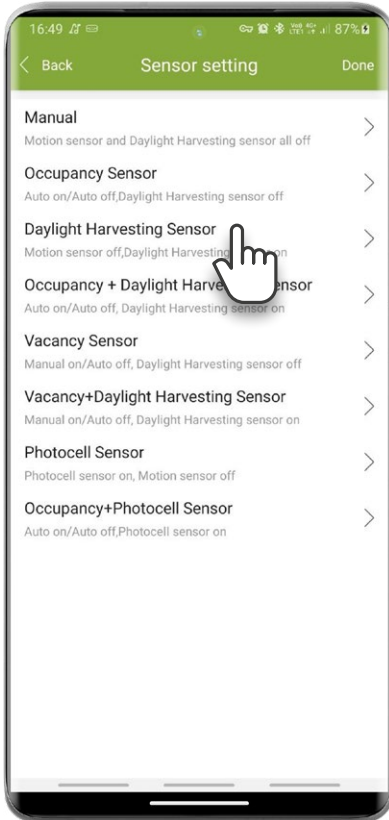 16:49 87%
Back Sensor setting Done
Manual
Motion sensor and Daylight Harvesting sensor all off
Occupancy Sensor
Auto on/Auto off,Daylight Harvesting sensor off
Daylight Harvesting Sensor
Motion sensor off,Daylight Harvesting on
Occupancy + Daylight Harve ensor
Auto on/Auto off, Daylight Harvesting sensor on
Vacancy Sensor
Manual on/Auto off, Daylight Harvesting sensor off
Vacancy+Daylight Harvesting Sensor
Manual on/Auto off, Daylight Harvesting sensor on
Photocell Sensor
Photocell sensor on, Motion sensor off
Occupancy+Photocell Sensor
Auto on/Auto off,Photocell sensor on